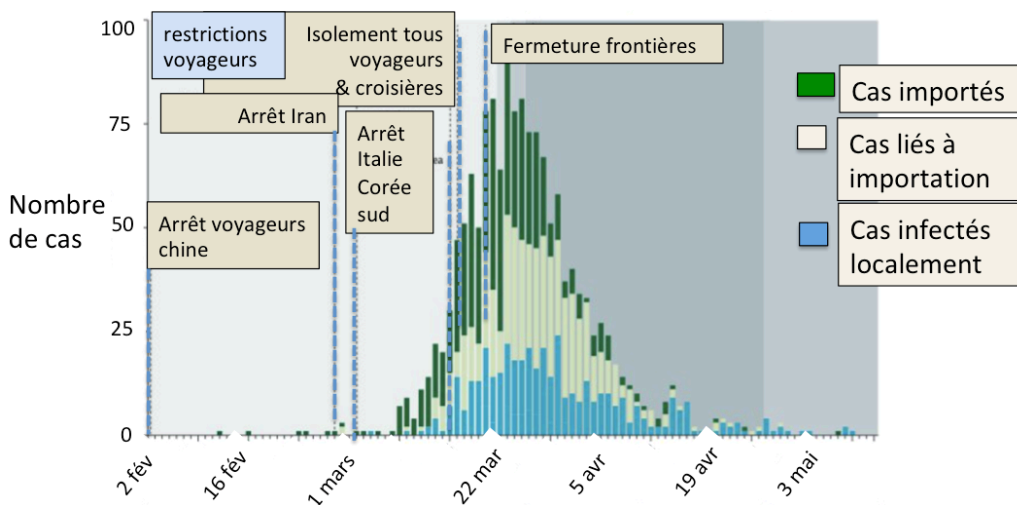 100
75
50
25
0
Nombre
de cas
restrictions
voyageurs
Isolement tous
voyageurs
& croisières
Fermeture frontières
Arrêt Iran
Arrêt
Italie
Corée
sud
Arrêt voyageurs
chine
Cas importés
Cas liés à
importation
Cas infectés
localement
2 fév
16 fév
1 mars
22 mar
5 avr
19 avr
3 mai